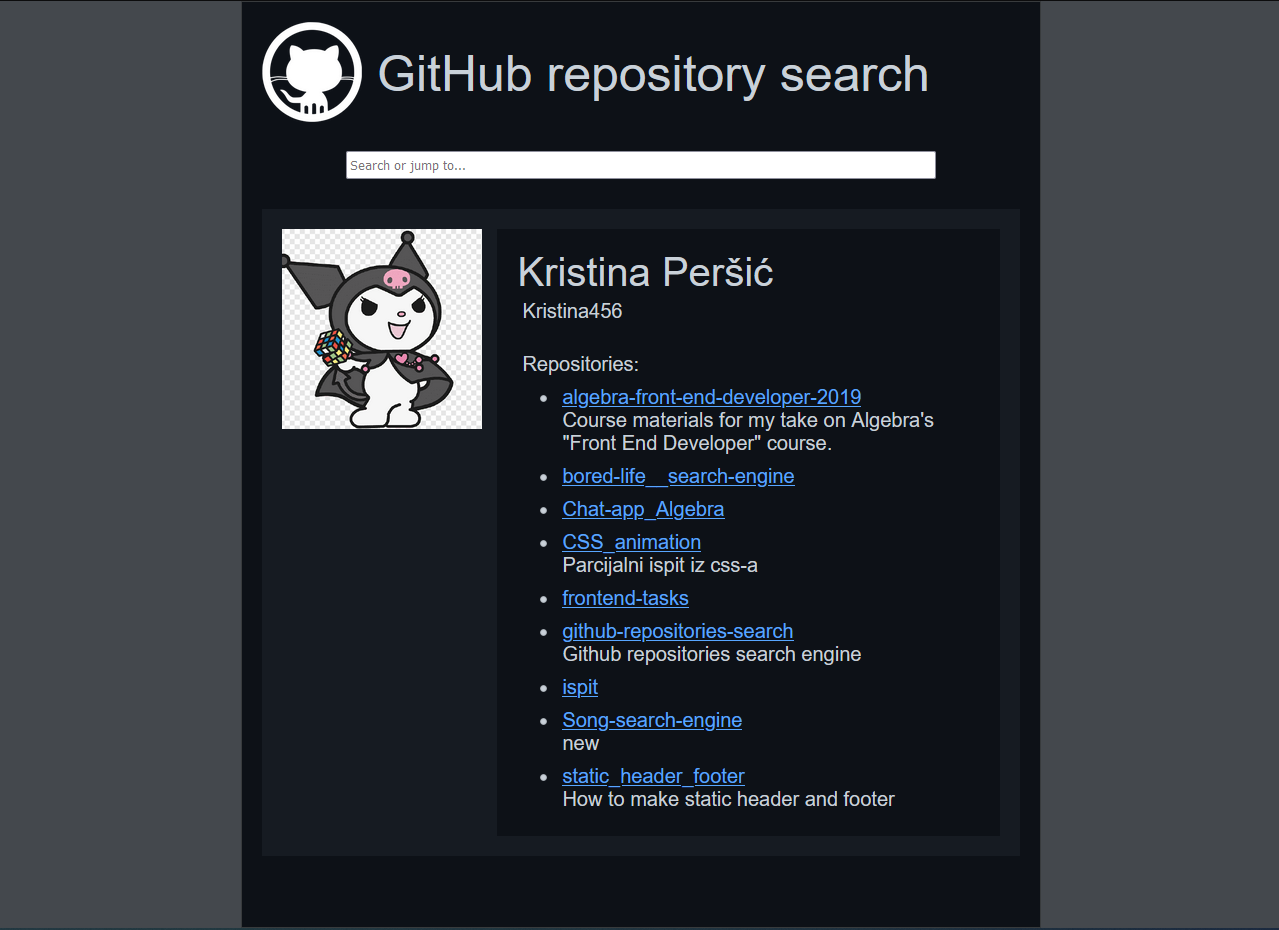 GitHub repository search
Search or jump to...
Kristina Peršić
Kristina456
Repositories:
algebra-front-end-developer-2019
Course materials for my take on Algebra's
"Front End Developer" course.
bored-life__search-engine
Chat-app_Algebra
CSS_animation
Parcijalni ispit iz css-a
frontend-tasks
github-repositories-search
Github repositories search engine
ispit
Song-search-engine
new
static_header_footer
How to make static header and footer